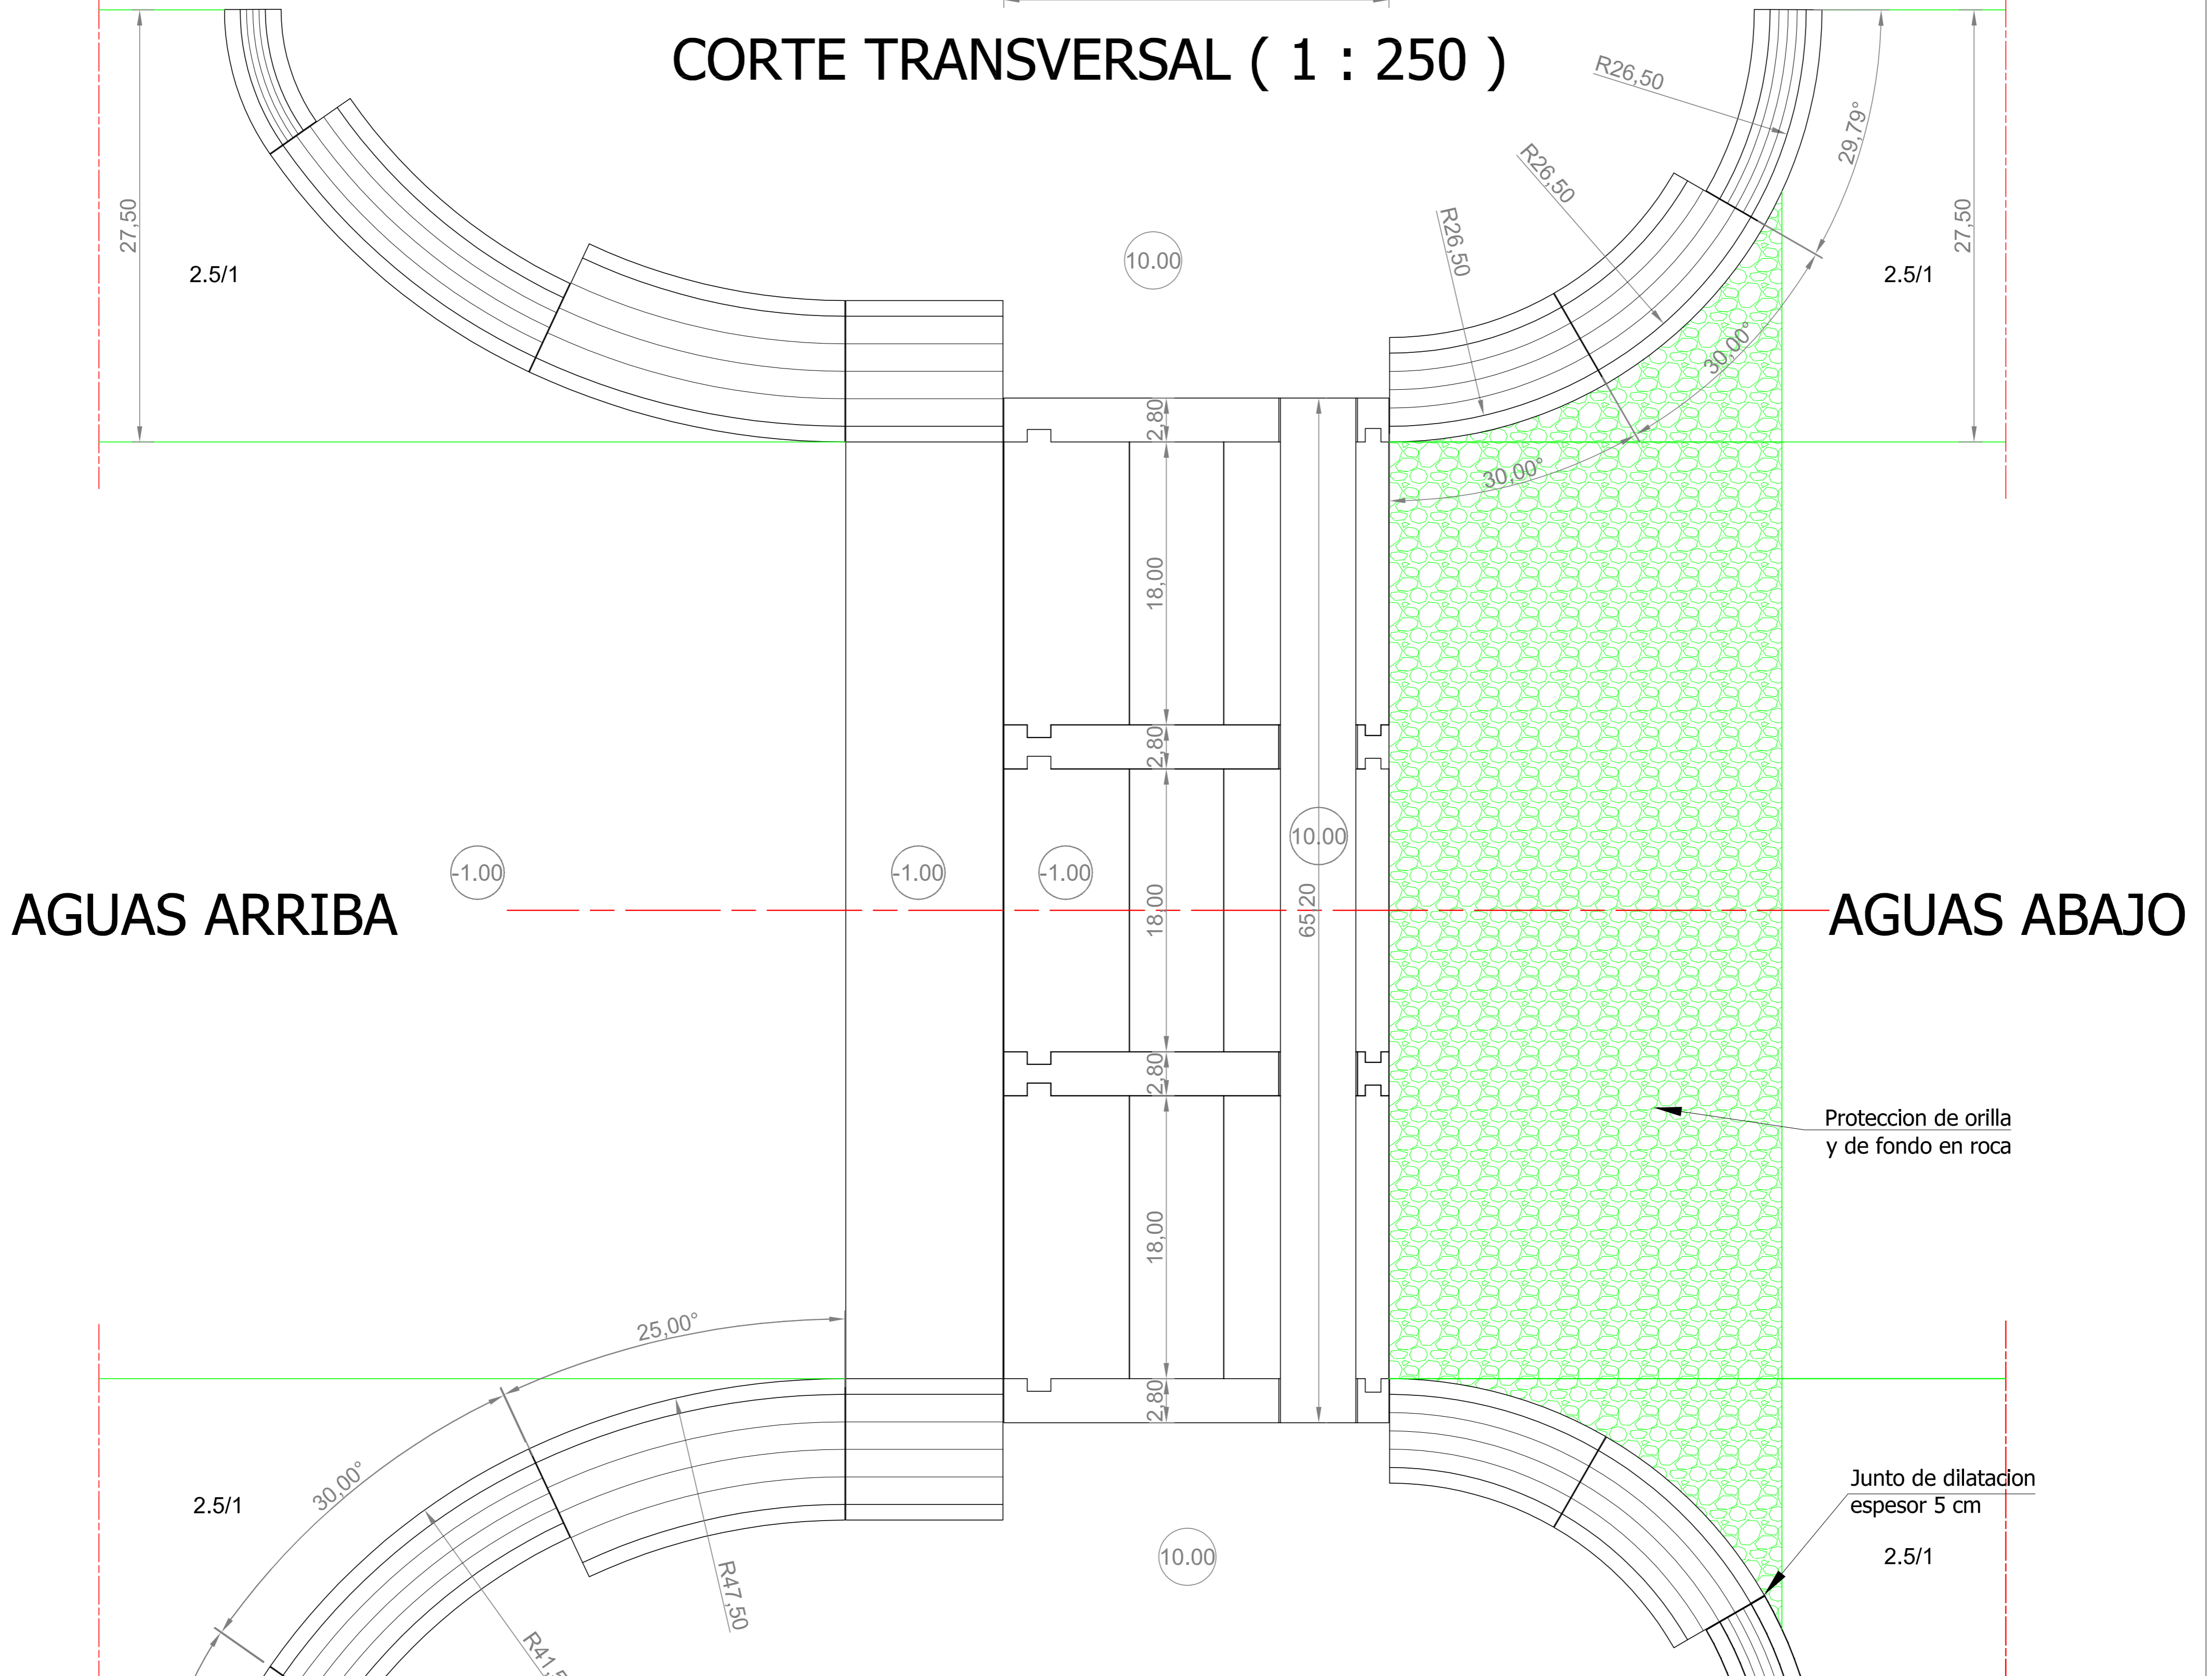 CORTE TRANSVERSAL ( 1 : 250 )
R26,50
29,79°
R26,50
27,50
27,50
R26,50
10.00
2.5/1
2.5/1
30,00°
2,80
30,00°
18,00
2,80
10.00
-1.00
-1.00
-1.00
AGUAS ARRIBA
18,00
65,20
AGUAS ABAJO
2,80
Proteccion de orilla
y de fondo en roca
18,00
25,00°
2,80
30,00°
Junto de dilatacion
espesor 5 cm
2.5/1
10.00
2.5/1
R47,50